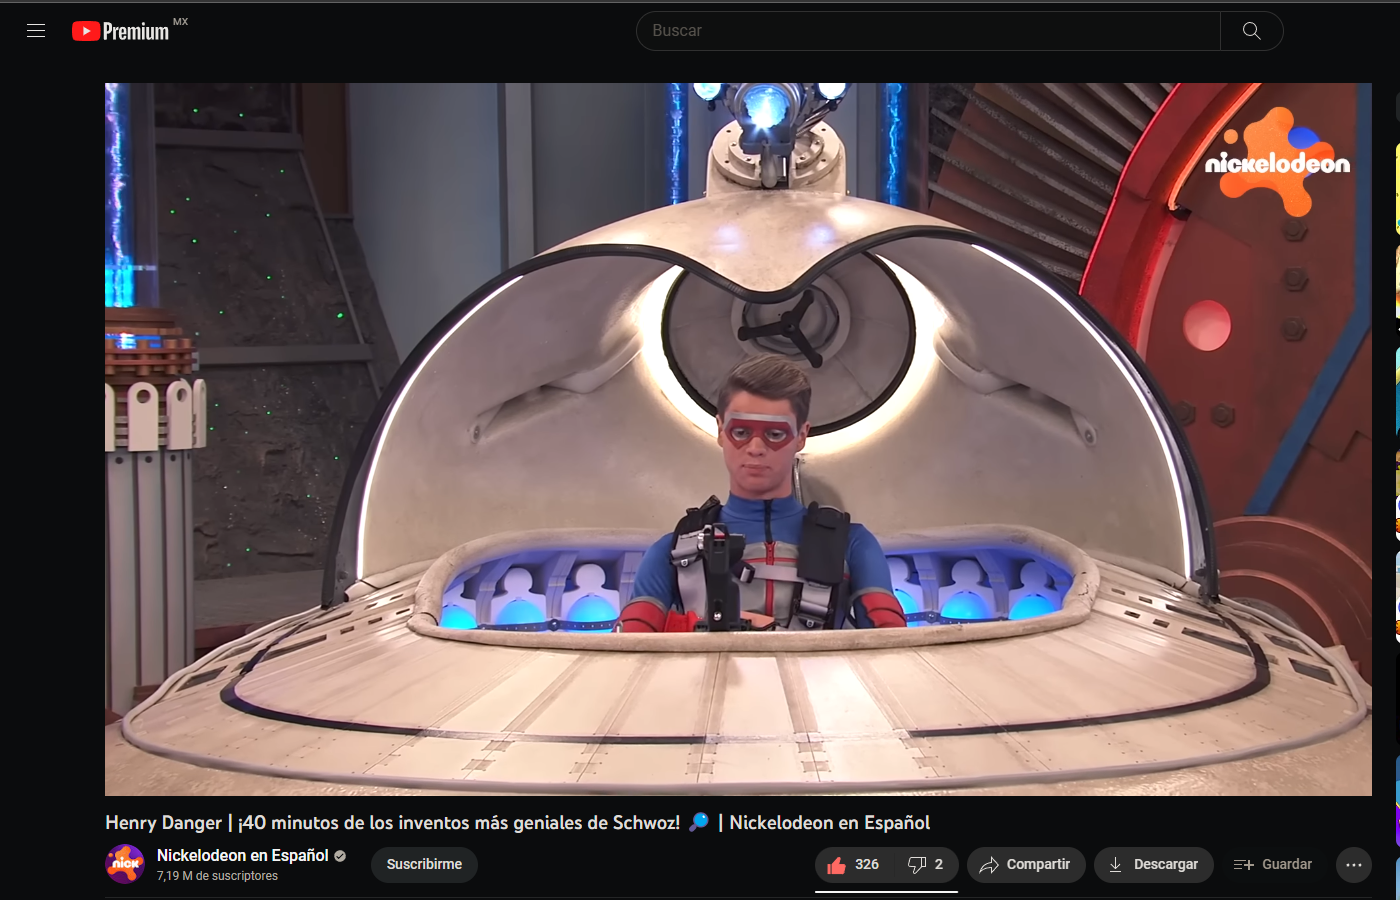 Premium MX
Buscar
nickelodeon
Henry Danger | ¡40 minutos de los inventos más geniales de Schwoz! 🔎 | Nickelodeon en Español
nick
Nickelodeon en Español
7,19 M de suscriptores
Suscribirme
326
2
Compartir
Descargar
Guardar